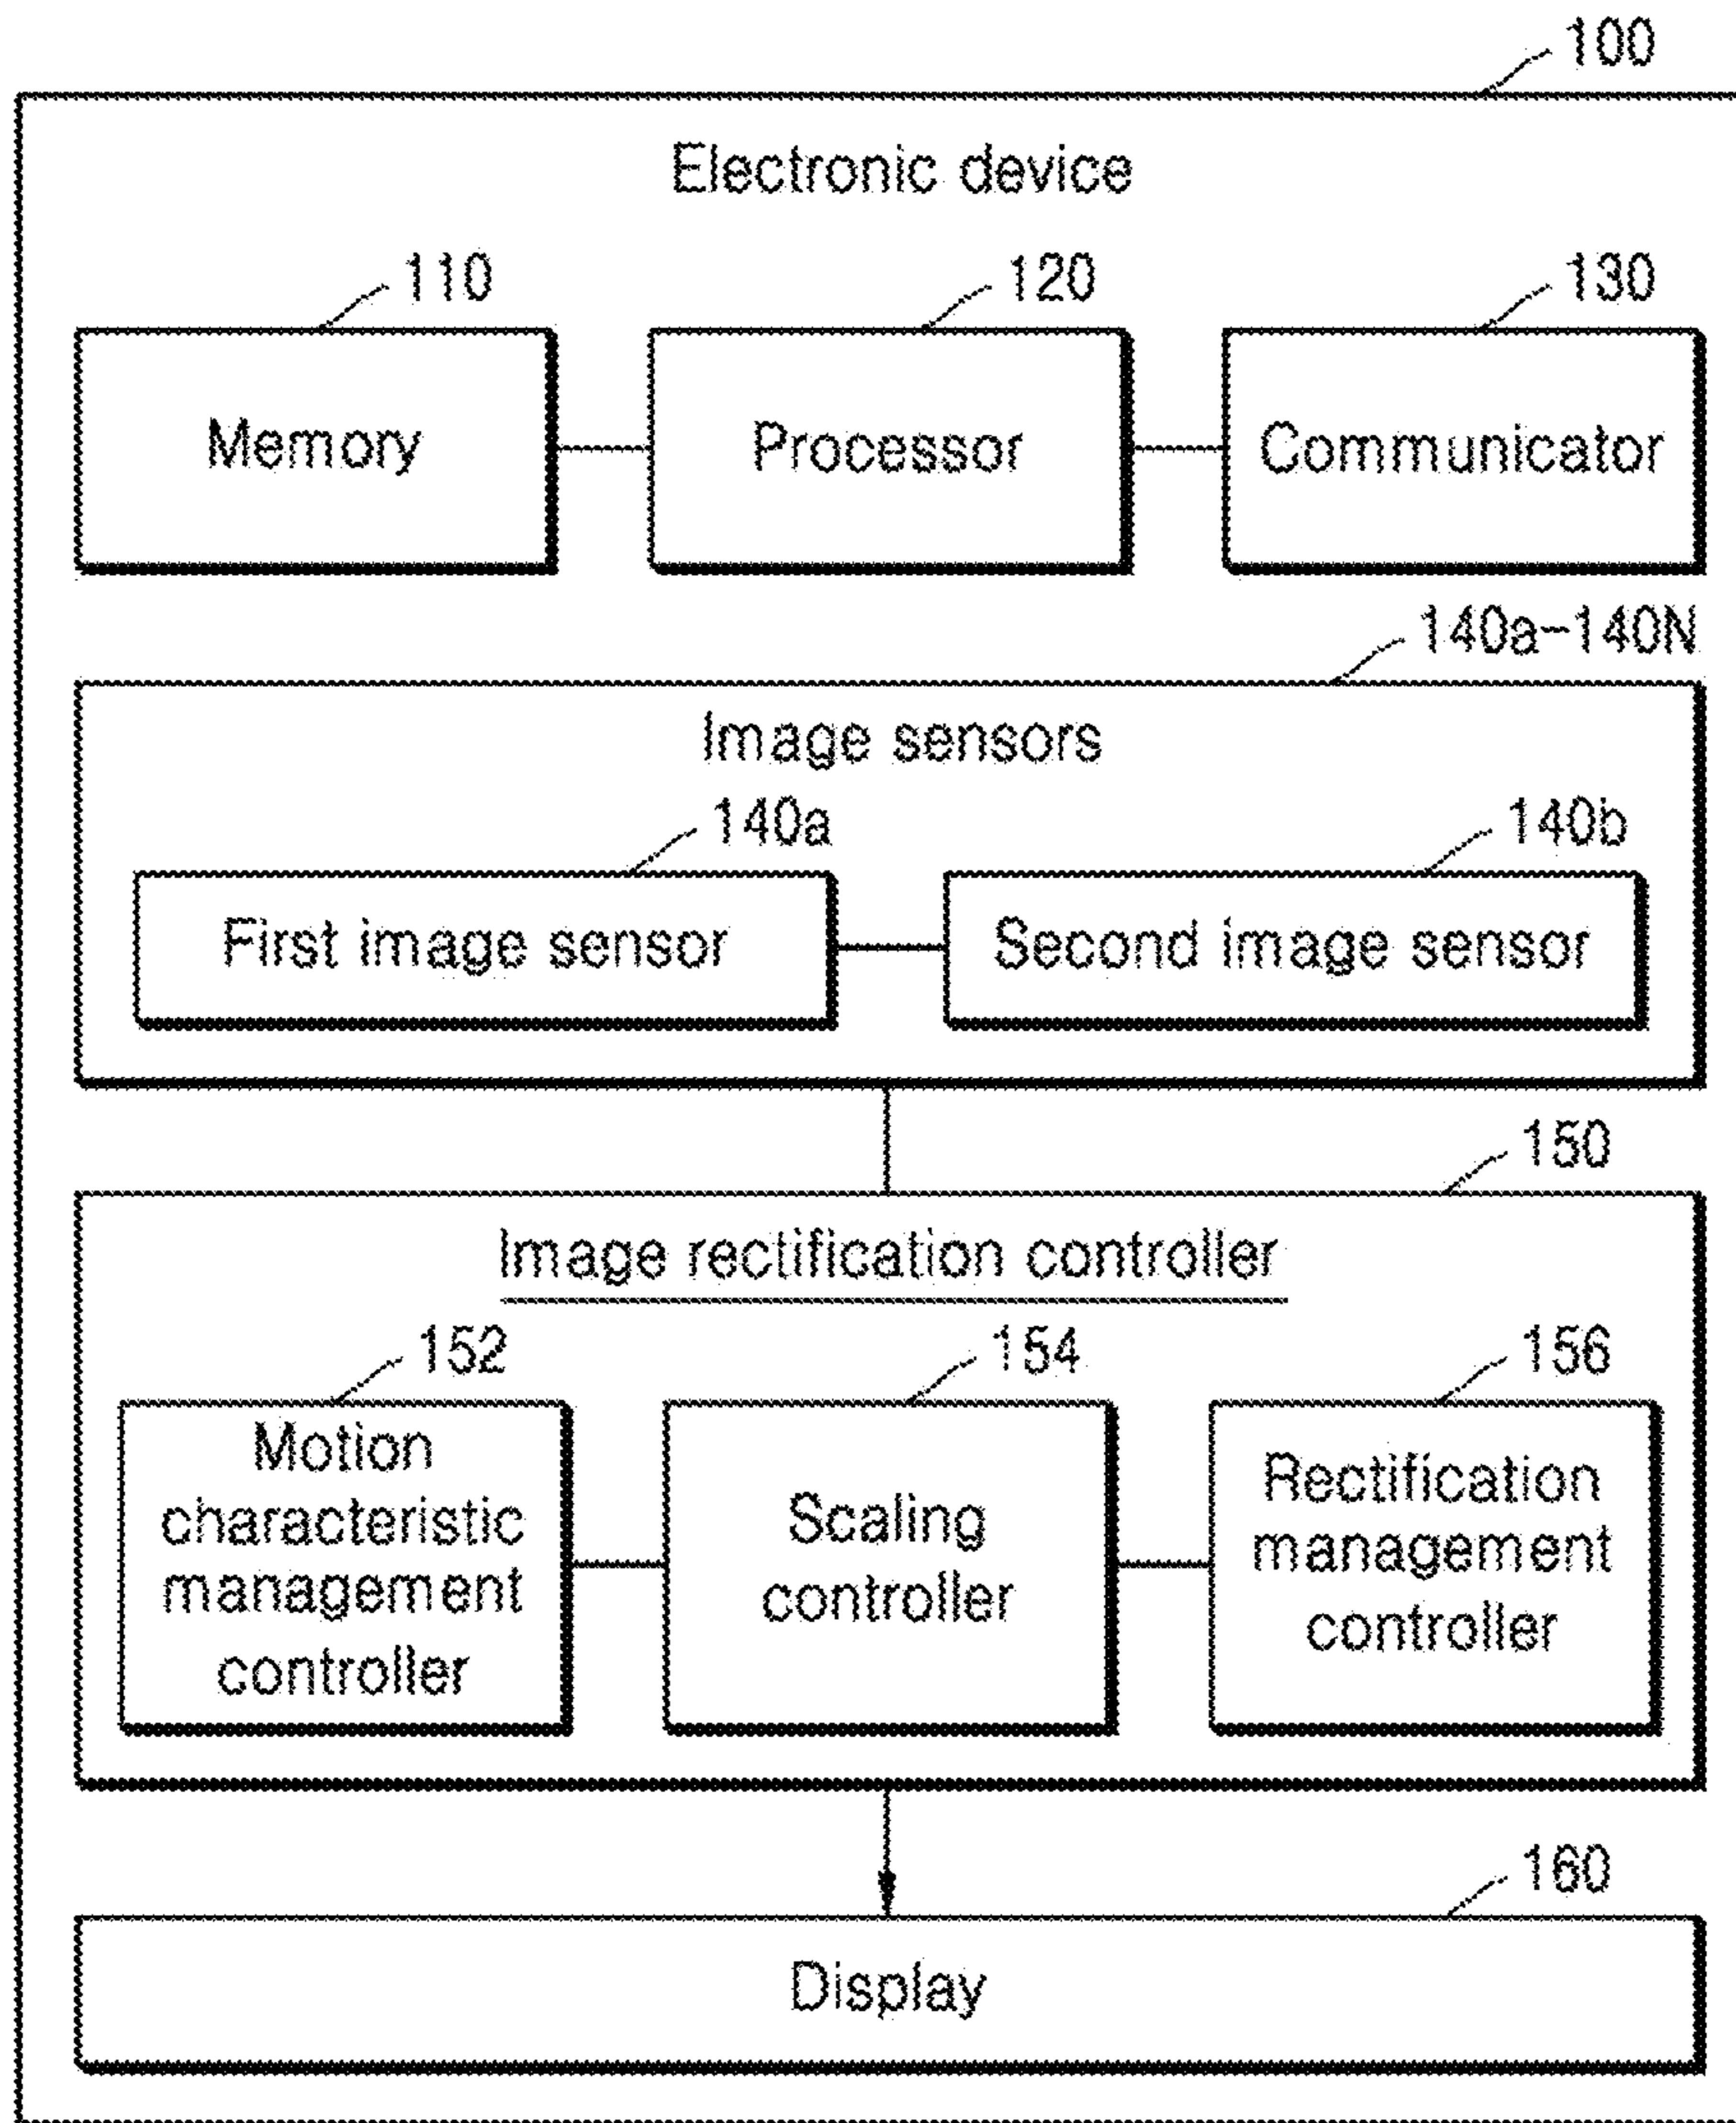 100
Electronic device
110
120
130
Memory
Processor
Communicator
140a-140N
Image sensors
140a
140b
First image sensor
Second image sensor
150
Image rectification controller
152
154
156
Motion
characteristic
management
controller
Scaling
controller
Rectification
management
controller
160
Display